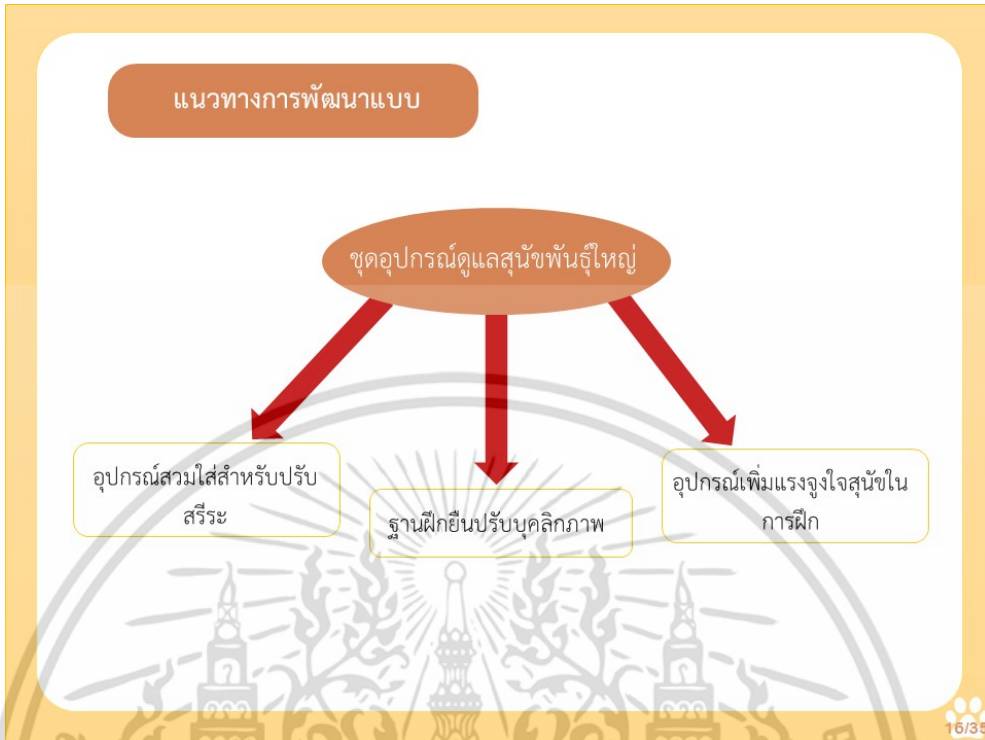 แนวทางการพัฒนาแบบ
ชุดอุปกรณ์ดูแลสุนัขพันธุ์ใหญ่
อุปกรณ์สวมใส่สำหรับปรับ
สรีระ
ฐานฝึกยืนปรับบุคลิกภาพ
อุปกรณ์เพิ่มแรงจูงใจสุนัขใน
การฝึก
16/35